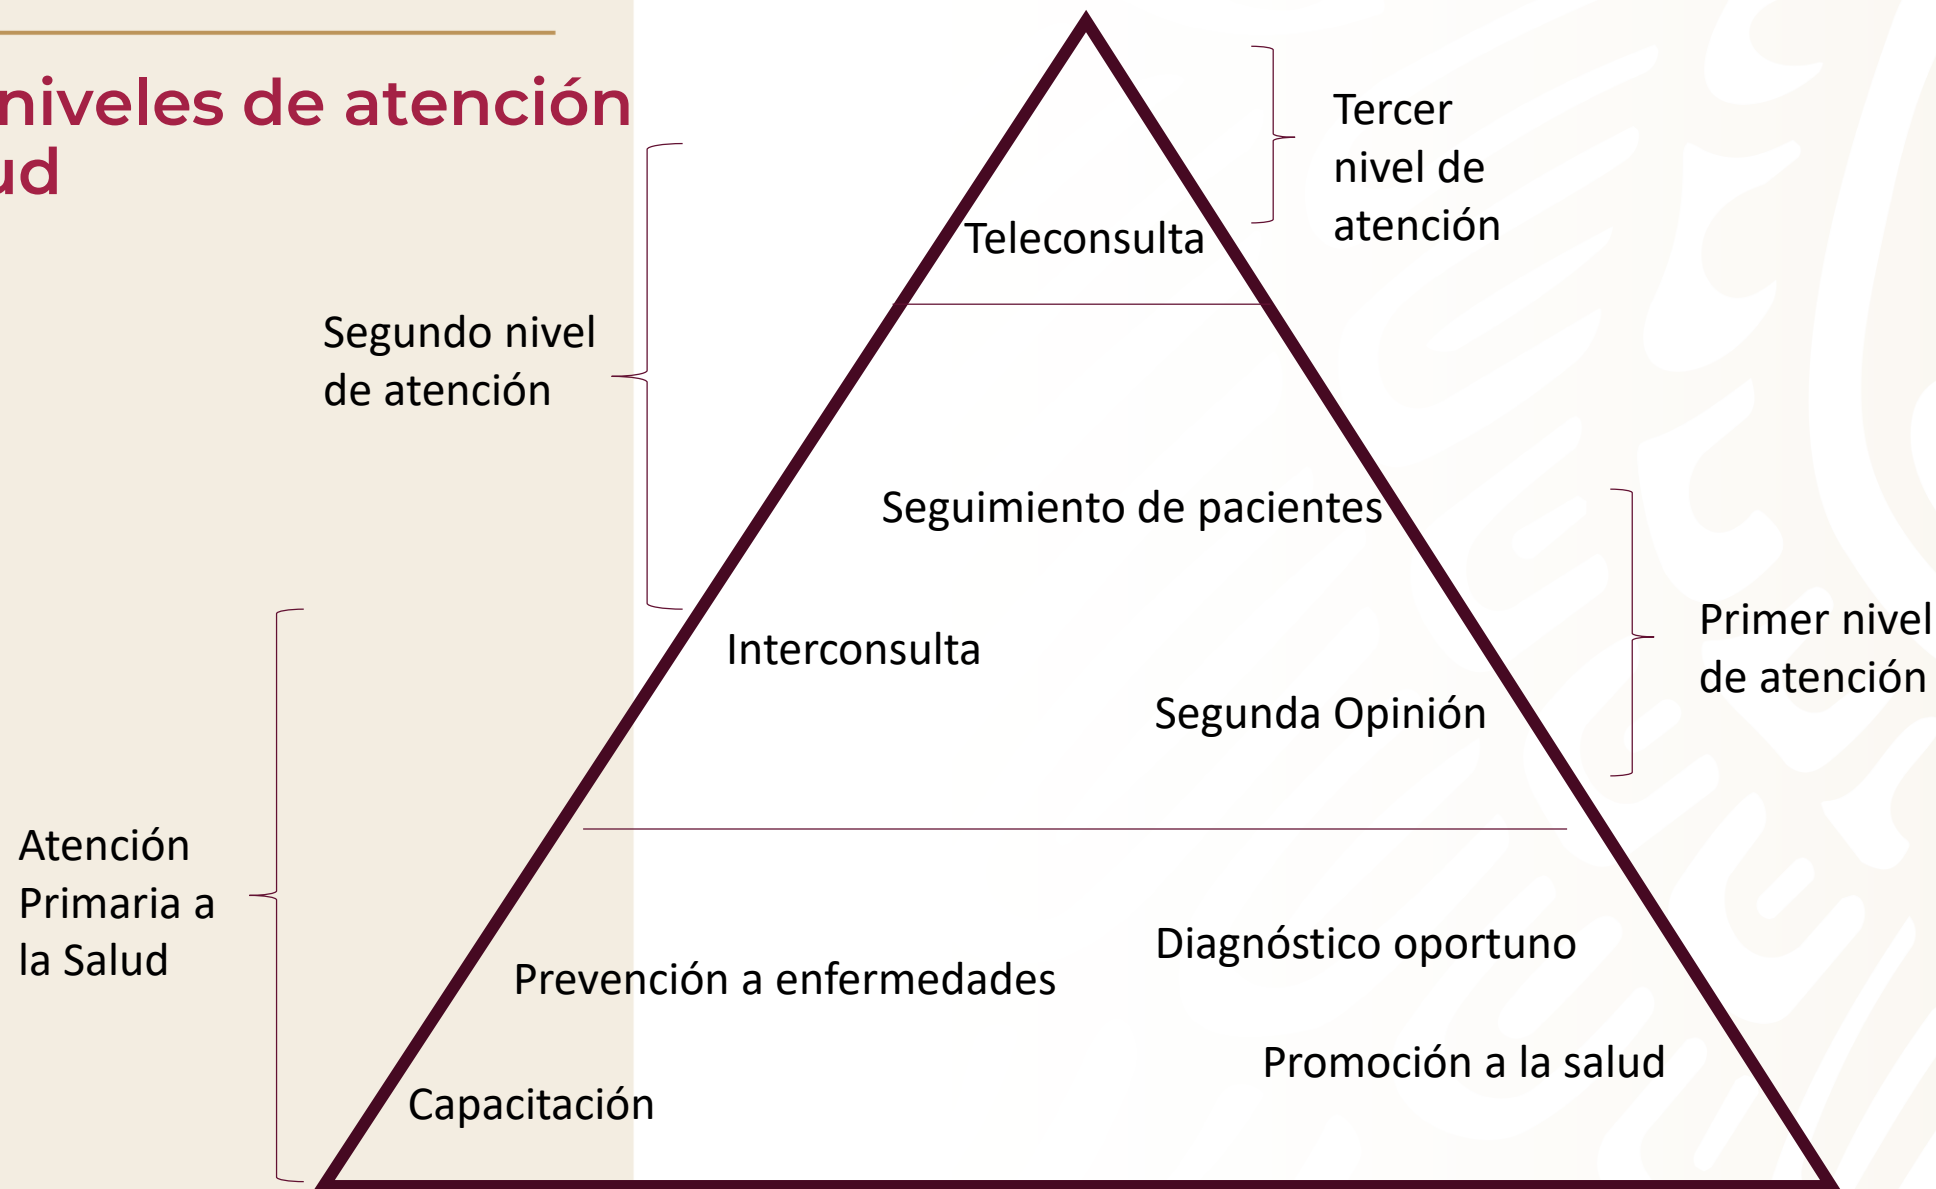 niveles de atención
ud
Tercer
nivel de
atención
Teleconsulta
Segundo nivel
de atención
Seguimiento de pacientes
Interconsulta
Primer nivel
de atención
Segunda Opinión
Atención
Primaria a
la Salud
Diagnóstico oportuno
Prevención a enfermedades
Promoción a la salud
Capacitación